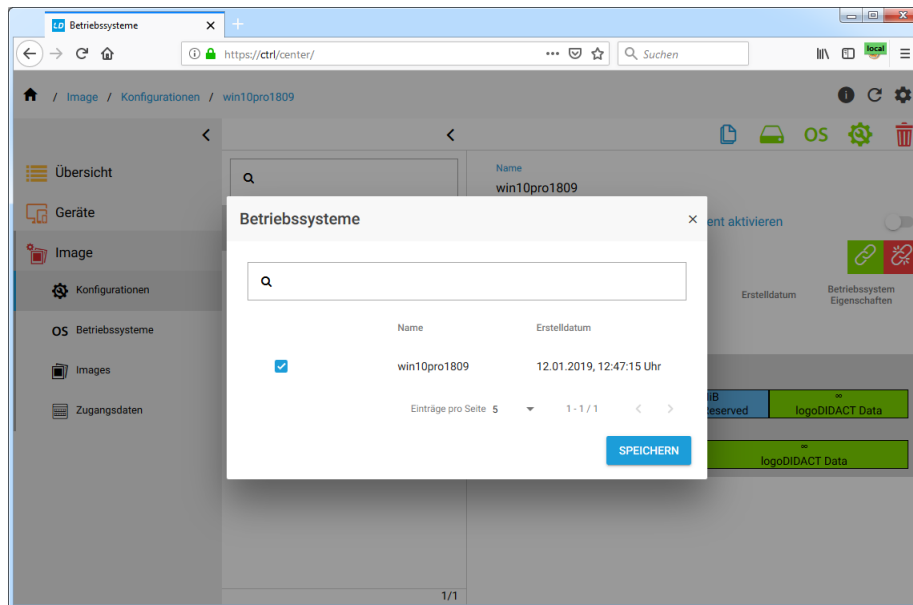 LD Betriebssysteme
https://ctrl/center/
Suchen
local
/ Image / Konfigurationen / win10pro1809
OS
Übersicht
Geräte
Image
Konfigurationen
OS Betriebssysteme
Images
Zugangsdaten
Name
win10pro1809
ent aktivieren
Erstelldatum
Betriebssystem
Eigenschaften
Betriebssysteme
Name
Erstelldatum
win10pro1809
12.01.2019, 12:47:15 Uhr
Einträge pro Seite 5
1 - 1 / 1
SPEICHERN
iB
eserved
∞
logoDIDACT Data
∞
logoDIDACT Data
1/1